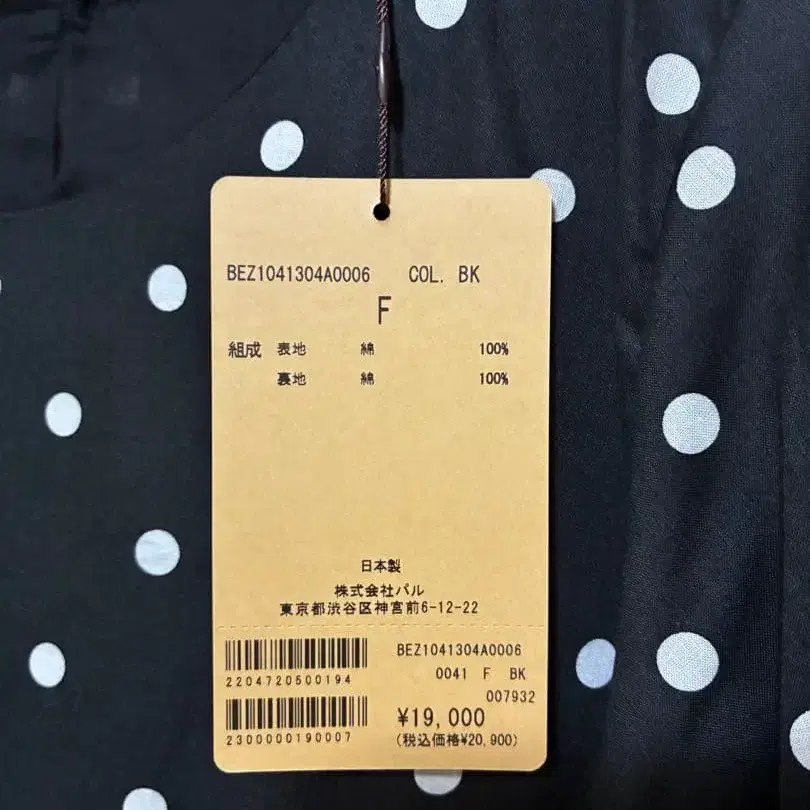 BEZ1041304A0006 COL. BK
F
組成 表地 綿 100%
裏地 綿 100%
日本製
株式会社パル
東京都渋谷区神宮前6-12-22
BEZ1041304A0006
0041 F BK
007932
2204720500194
¥19,000
2300000190007
(税込価格¥20,900)